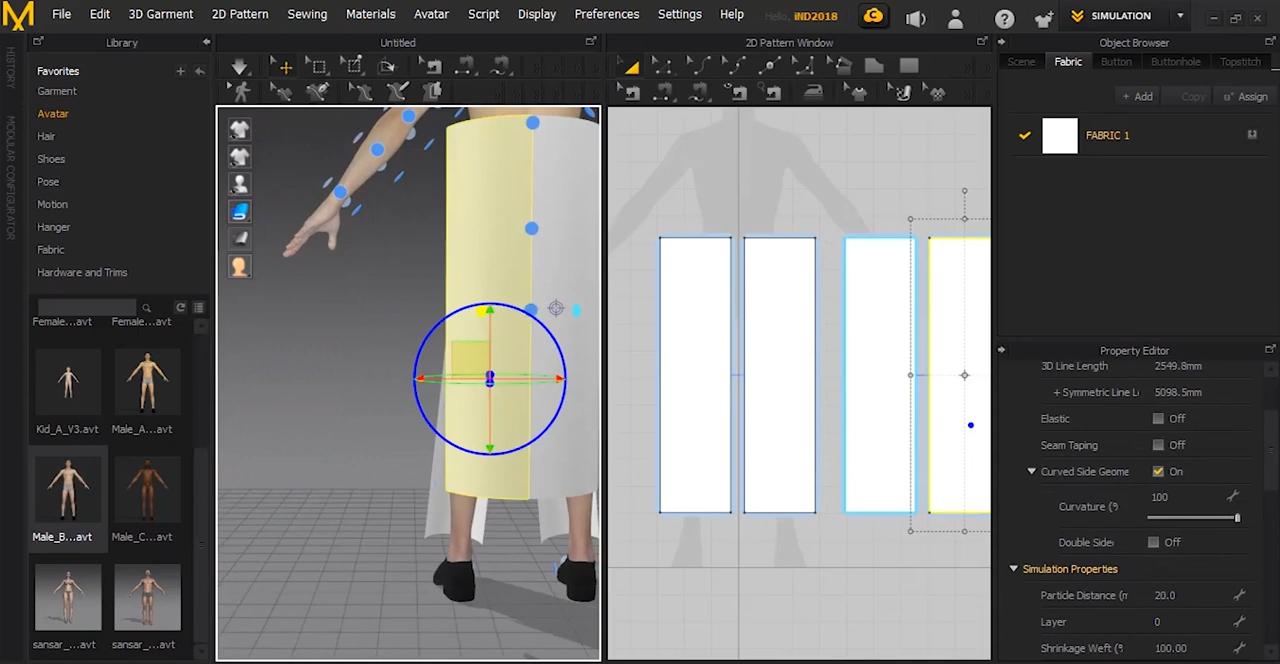 File Edit 3D Garment 2D Pattern Sewing Materials Avatar Script Display Preferences Settings Help Hello, iND2018 SIMULATION
Library Untitled 2D Pattern Window Object Browser
HISTORY
MODULAR CONFIGURATOR
Favorites
Garment
Avatar
Hair
Shoes
Pose
Motion
Hanger
Fabric
Hardware and Trims
Female...avt Female....avt
Kid_A_V3.avt Male_A...avt
Male_B...avt Male_C...avt
sansar_...avt sansar_...avt
Scene Fabric Button Buttonhole Topstitch
+ Add Copy Assign
FABRIC 1
Property Editor
3D Line Length 2549.8mm
+ Symmetric Line L 5098.5mm
Elastic Off
Seam Taping Off
Curved Side Geome On
Curvature (% 100
Double Side Off
Simulation Properties
Particle Distance (m 20.0
Layer 0
Shrinkage Weft (% 100.00